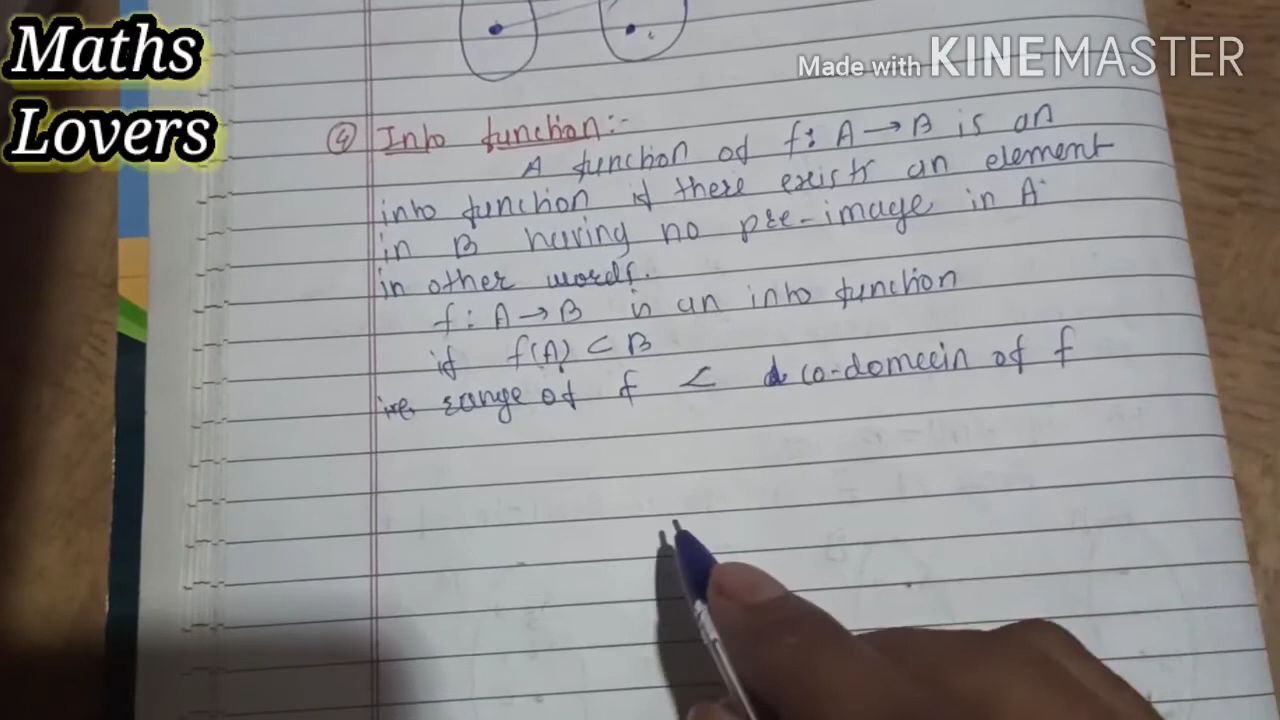 Maths
Lovers
Made with KINEMASTER
④ Into function:-
A function of f: A → B is an
into function if there exists an element
in B having no pre-image in A.
in other words.
f: A → B is an into function
if f(A) ⊂ B
i.e. range of f < co-domain of f